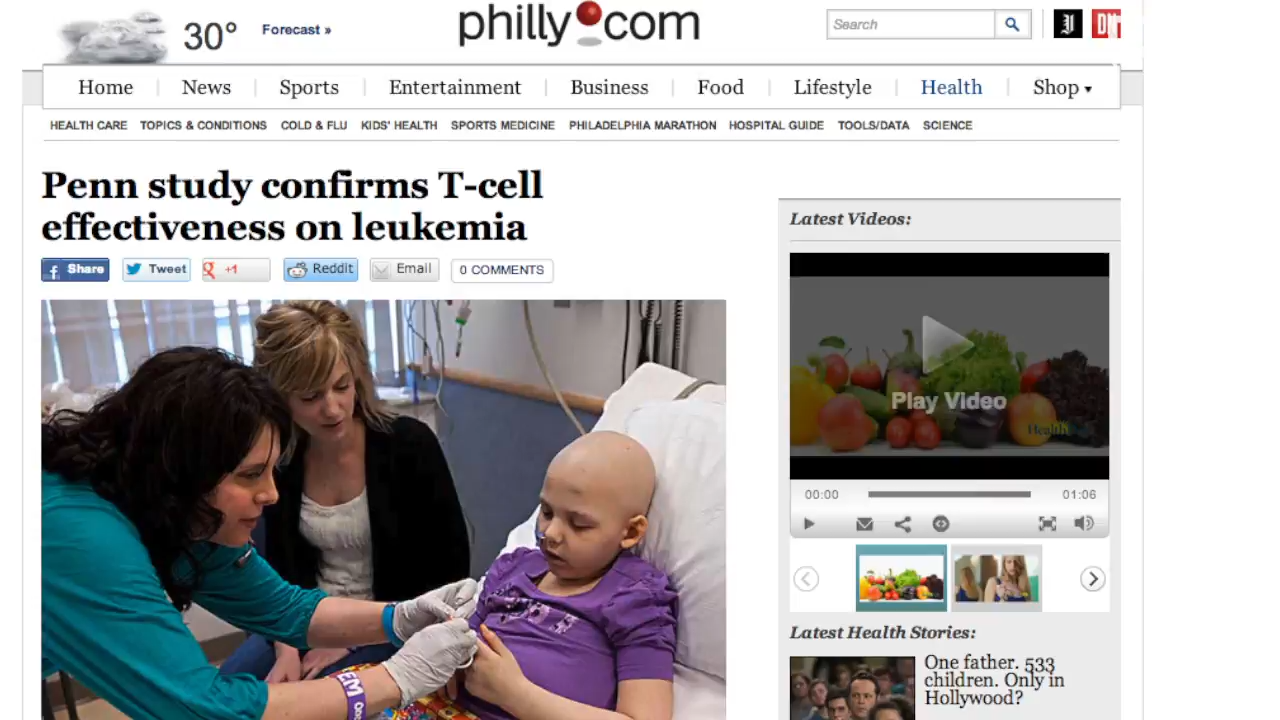 30°
Forecast »
philly.com
Search
Home
News
Sports
Entertainment
Business
Food
Lifestyle
Health
Shop ▾
HEALTH CARE
TOPICS & CONDITIONS
COLD & FLU
KIDS' HEALTH
SPORTS MEDICINE
PHILADELPHIA MARATHON
HOSPITAL GUIDE
TOOLS/DATA
SCIENCE
Penn study confirms T-cell
effectiveness on leukemia
Share
Tweet
+1
Reddit
Email
0 COMMENTS
Latest Videos:
Play Video
Health
00:00
01:06
Latest Health Stories:
One father. 533
children. Only in
Hollywood?